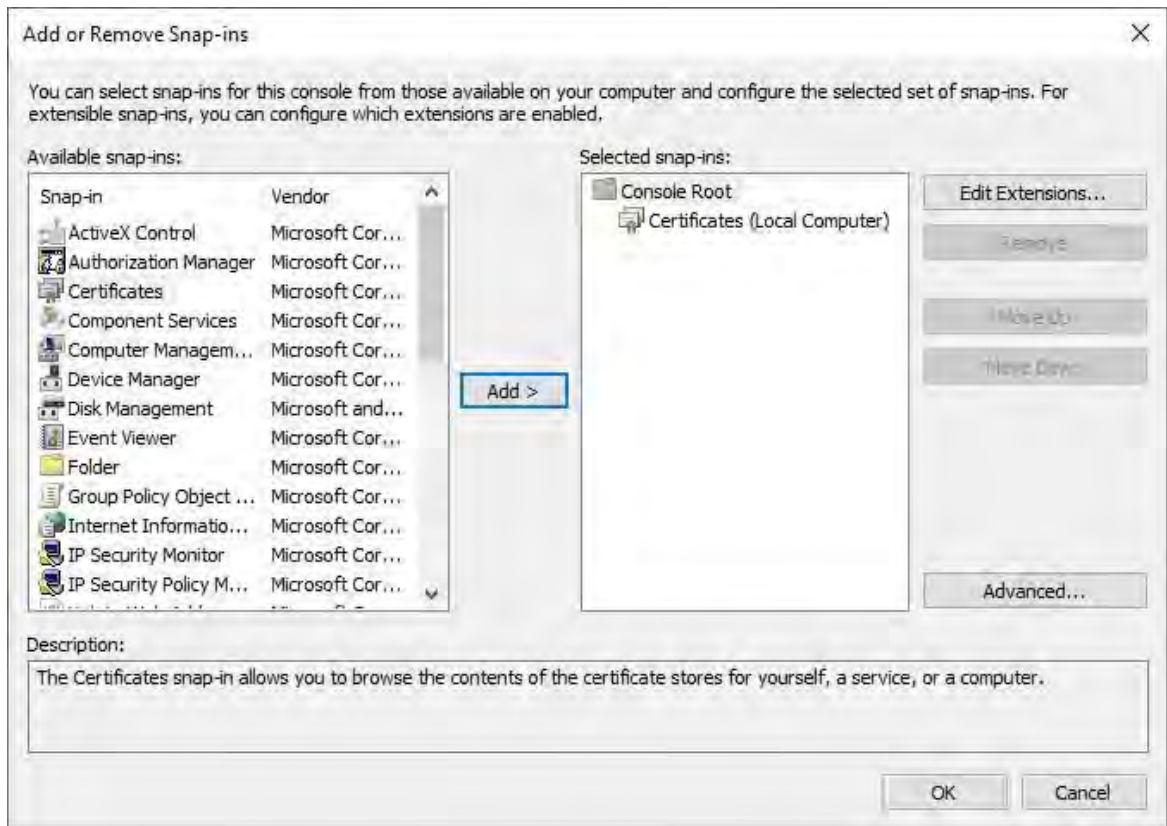 Add or Remove Snap-ins
You can select snap-ins for this console from those available on your computer and configure the selected set of snap-ins. For
extensible snap-ins, you can configure which extensions are enabled.
Available snap-ins:
Snap-in Vendor
ActiveX Control Microsoft Cor...
Authorization Manager Microsoft Cor...
Certificates Microsoft Cor...
Component Services Microsoft Cor...
Computer Managem... Microsoft Cor...
Device Manager Microsoft Cor...
Disk Management Microsoft and...
Event Viewer Microsoft Cor...
Folder Microsoft Cor...
Group Policy Object ... Microsoft Cor...
Internet Informatio... Microsoft Cor...
IP Security Monitor Microsoft Cor...
IP Security Policy M... Microsoft Cor...
Add >
Selected snap-ins:
Console Root
Certificates (Local Computer)
Edit Extensions...
Remove
Move Up
Move Down
Advanced...
Description:
The Certificates snap-in allows you to browse the contents of the certificate stores for yourself, a service, or a computer.
OK
Cancel